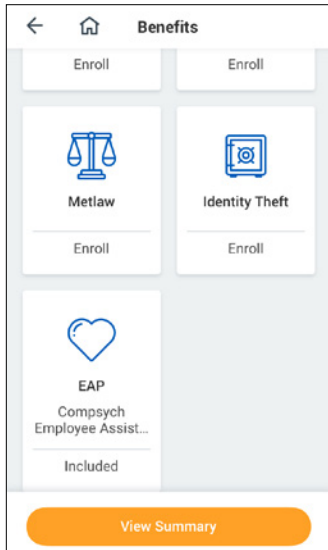 Benefits
Enroll
Enroll
Metlaw
Identity Theft
Enroll
Enroll
EAP
Compsych
Employee Assist...
Included
View Summary